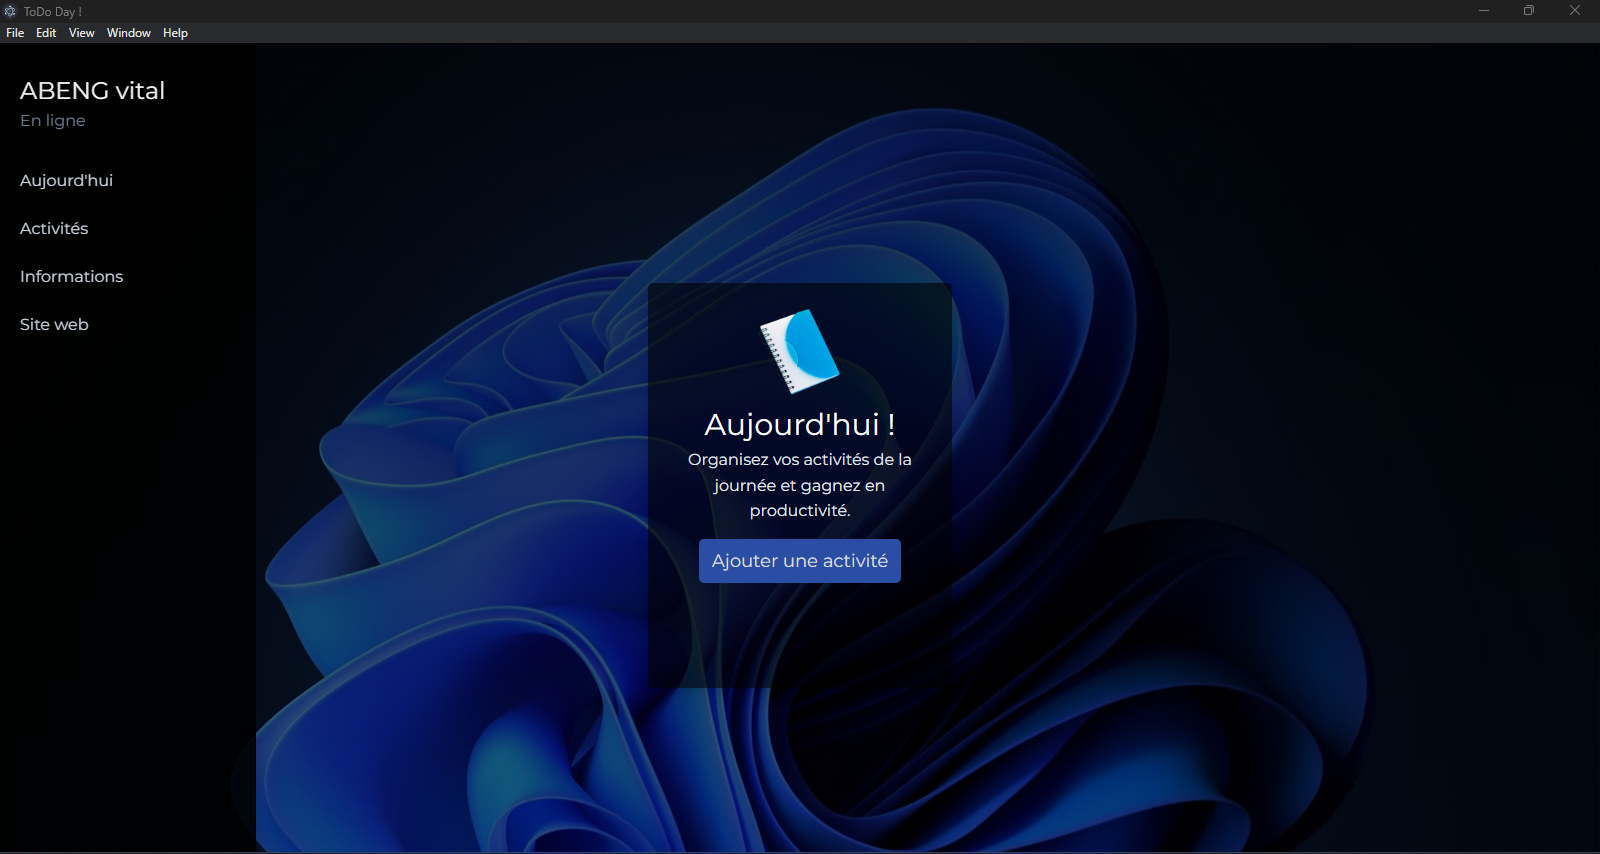 ToDo Day !
File Edit View Window Help
ABENG vital
En ligne
Aujourd'hui
Activités
Informations
Site web
Aujourd'hui !
Organisez vos activités de la
journée et gagnez en
productivité.
Ajouter une activité